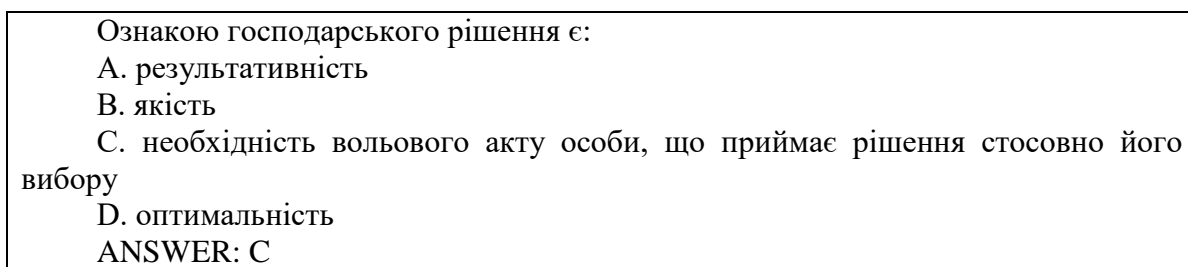 Ознакою господарського рішення є:
A. результативність
B. якість
C. необхідність вольового акту особи, що приймає рішення стосовно його
вибору
D. оптимальність
ANSWER: C